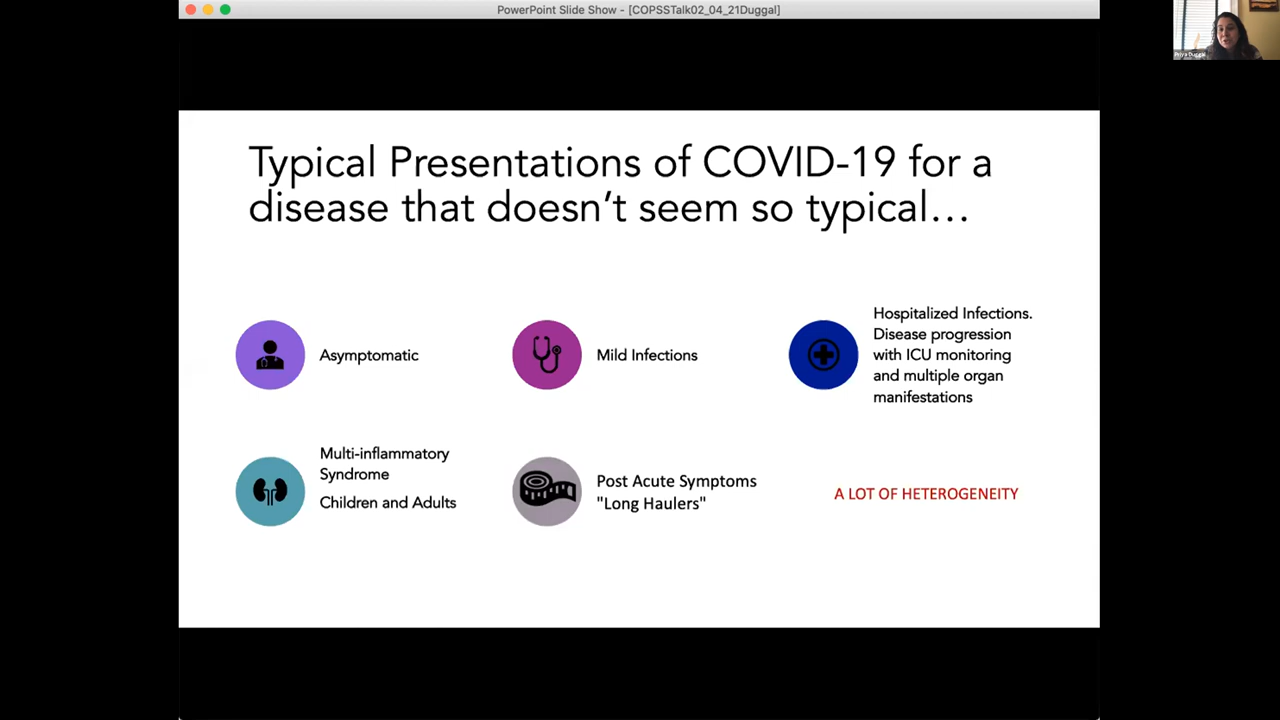 PowerPoint Slide Show - [COPSSTalk02_04_21Duggal]
Priya Duggal
Typical Presentations of COVID-19 for a
disease that doesn't seem so typical…
Asymptomatic
Mild Infections
Hospitalized Infections.
Disease progression
with ICU monitoring
and multiple organ
manifestations
Multi-inflammatory
Syndrome
Children and Adults
Post Acute Symptoms
"Long Haulers"
A LOT OF HETEROGENEITY